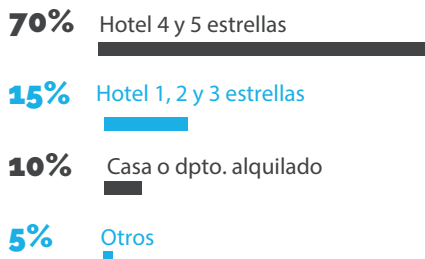 70% Hotel 4 y 5 estrellas
15% Hotel 1, 2 y 3 estrellas
10% Casa o dpto. alquilado
5% Otros